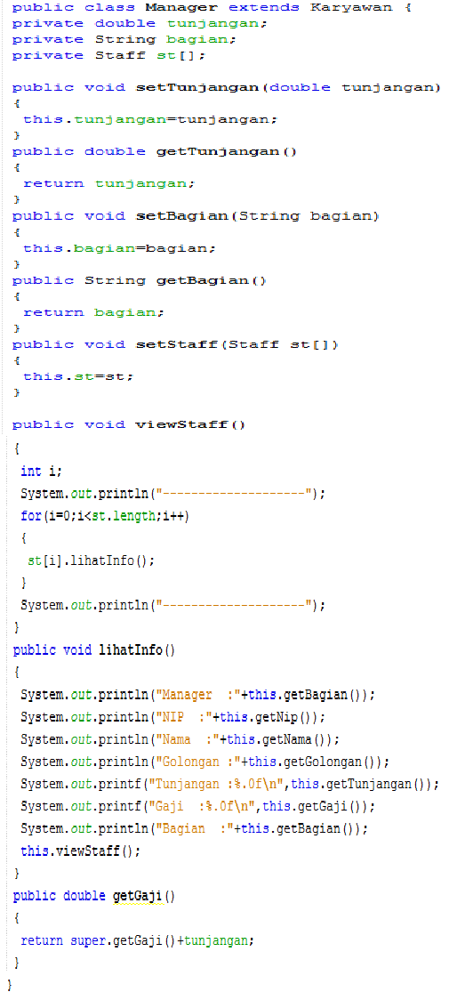 public class Manager extends Karyawan {
private double tunjangan;
private String bagian;
private Staff st[];
public void setTunjangan(double tunjangan)
{
this.tunjangan=tunjangan;
}
public double getTunjangan()
{
return tunjangan;
}
public void setBagian(String bagian)
{
this.bagian=bagian;
}
public String getBagian()
{
return bagian;
}
public void setStaff(Staff st[])
{
this.st=st;
}
public void viewStaff()
{
int i;
System.out.println("--------------------");
for(i=0;i<st.length;i++)
{
st[i].lihatInfo();
}
System.out.println("--------------------");
}
public void lihatInfo()
{
System.out.println("Manager  :"+this.getBagian());
System.out.println("NIP  :"+this.getNip());
System.out.println("Nama  :"+this.getNama());
System.out.println("Golongan :"+this.getGolongan());
System.out.printf("Tunjangan :%.0f\n",this.getTunjangan());
System.out.printf("Gaji  :%.0f\n",this.getGaji());
System.out.println("Bagian  :"+this.getBagian());
this.viewStaff();
}
public double getGaji()
{
return super.getGaji()+tunjangan;
}
}